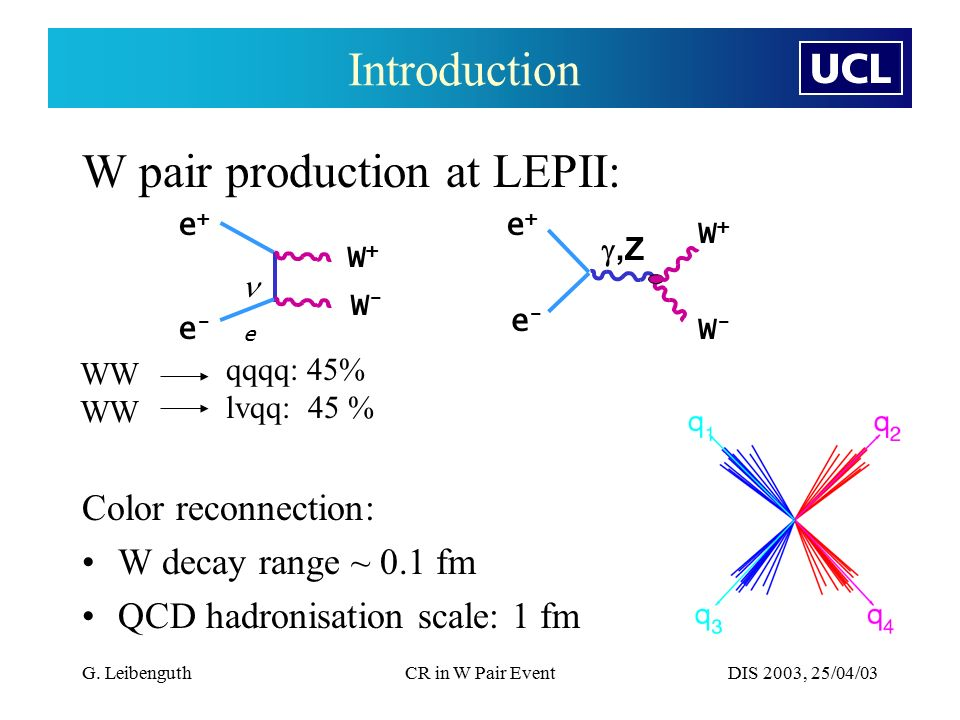 Introduction
UCL
W pair production at LEPII:
e+
W+
ν
e
W-
e-
e+
γ,Z
W+
e-
W-
WW
qqqq: 45%
WW
lvqq: 45 %
q1
q2
q3
q4
Color reconnection:
• W decay range ~ 0.1 fm
• QCD hadronisation scale: 1 fm
G. Leibenguth
CR in W Pair Event
DIS 2003, 25/04/03